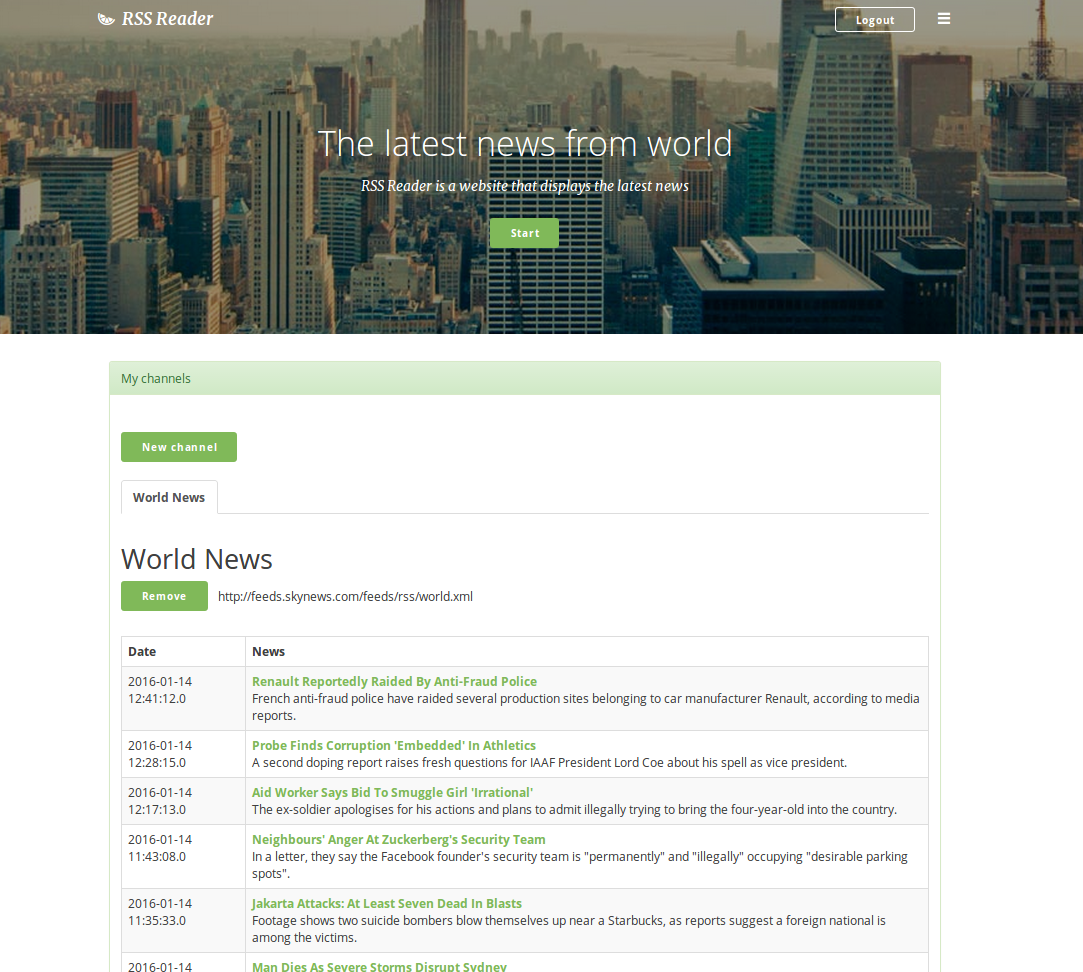 RSS Reader
Logout
The latest news from world
RSS Reader is a website that displays the latest news
Start
My channels
New channel
World News
World News
Remove http://feeds.skynews.com/feeds/rss/world.xml
Date News
2016-01-14 Renault Reportedly Raided By Anti-Fraud Police
12:41:12.0 French anti-fraud police have raided several production sites belonging to car manufacturer Renault, according to media
reports.
2016-01-14 Probe Finds Corruption 'Embedded' In Athletics
12:28:15.0 A second doping report raises fresh questions for IAAF President Lord Coe about his spell as vice president.
2016-01-14 Aid Worker Says Bid To Smuggle Girl 'Irrational'
12:17:13.0 The ex-soldier apologises for his actions and plans to admit illegally trying to bring the four-year-old into the country.
2016-01-14 Neighbours' Anger At Zuckerberg's Security Team
11:43:08.0 In a letter, they say the Facebook founder's security team is "permanently" and "illegally" occupying "desirable parking
spots".
2016-01-14 Jakarta Attacks: At Least Seven Dead In Blasts
11:35:33.0 Footage shows two suicide bombers blow themselves up near a Starbucks, as reports suggest a foreign national is
among the victims.
2016-01-14 Man Dies As Severe Storms Disrupt Sydney